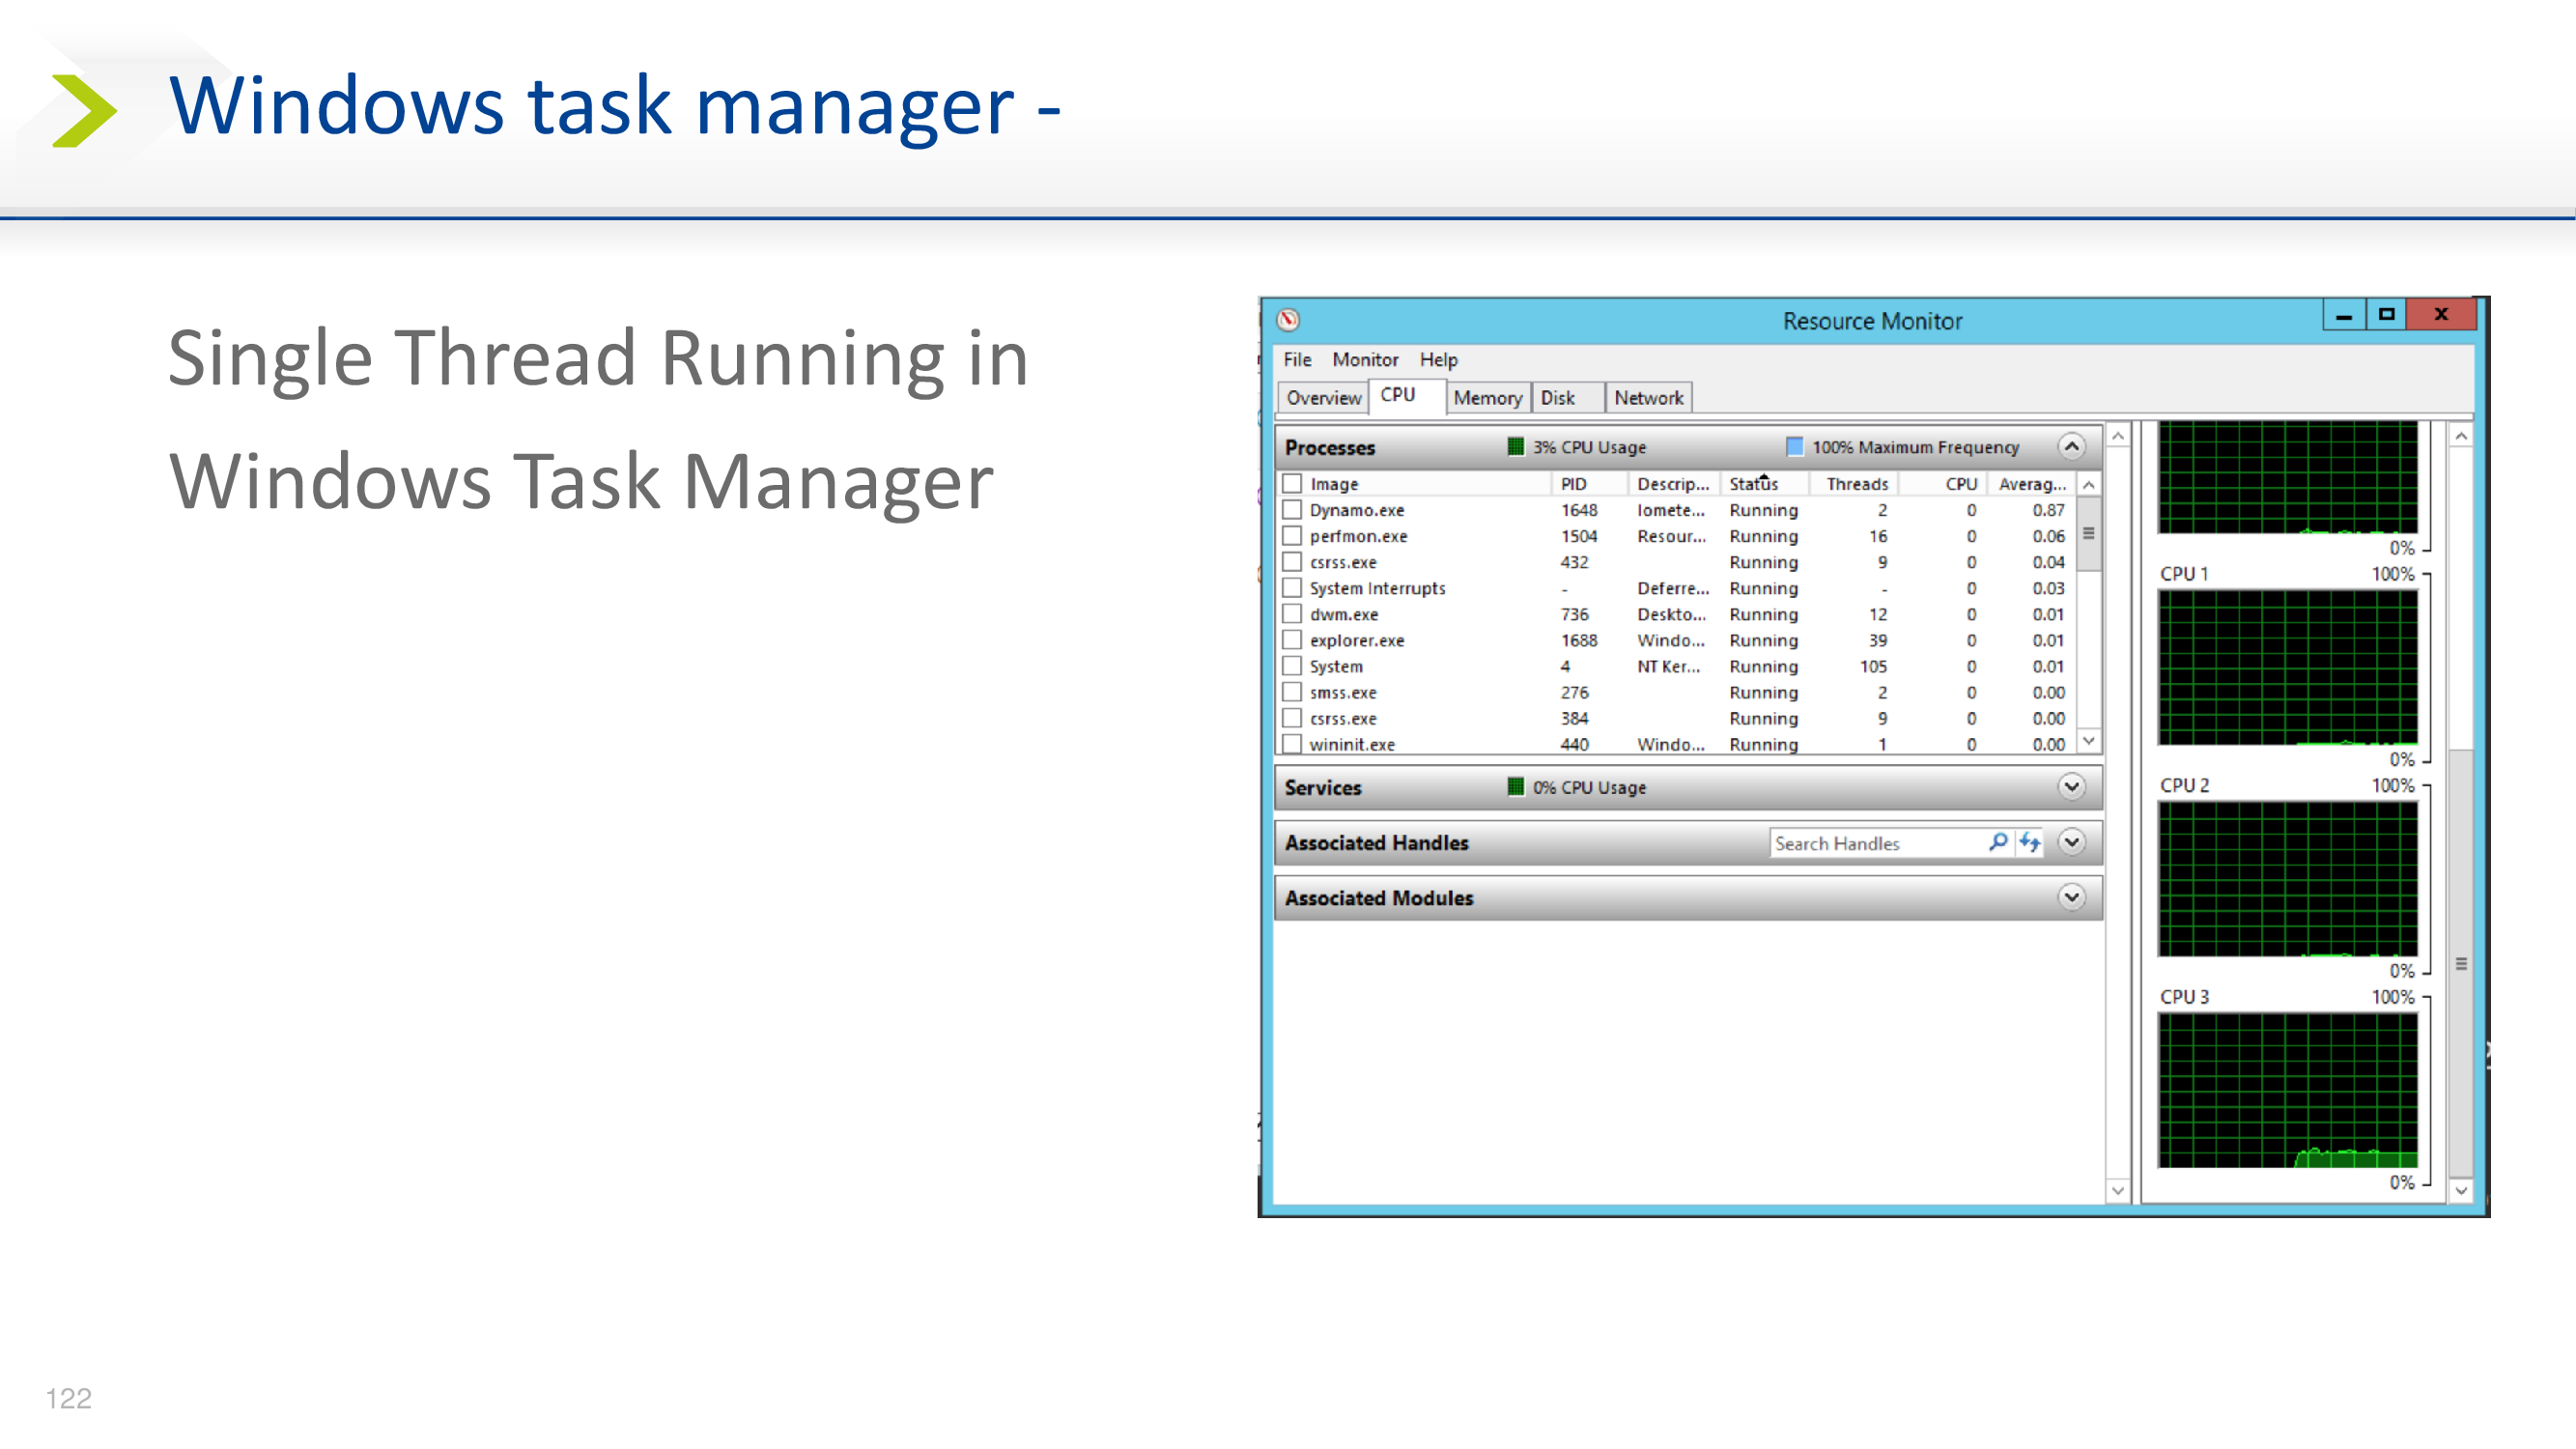 Windows task manager -
Single Thread Running in
Windows Task Manager
Resource Monitor
File Monitor Help
Overview CPU Memory Disk Network
Processes 3% CPU Usage 100% Maximum Frequency
Image PID Descrip... Status Threads CPU Averag...
Dynamo.exe 1648 Iomete... Running 2 0 0.87
perfmon.exe 1504 Resour... Running 16 0 0.06
csrss.exe 432 Running 9 0 0.04
System Interrupts - Deferre... Running - 0 0.03
dwm.exe 736 Deskto... Running 12 0 0.01
explorer.exe 1688 Windo... Running 39 0 0.01
System 4 NT Ker... Running 105 0 0.01
smss.exe 276 Running 2 0 0.00
csrss.exe 384 Running 9 0 0.00
wininit.exe 440 Windo... Running 1 0 0.00
Services 0% CPU Usage
Associated Handles Search Handles
Associated Modules
0%
CPU 1 100%
0%
CPU 2 100%
0%
CPU 3 100%
0%
122